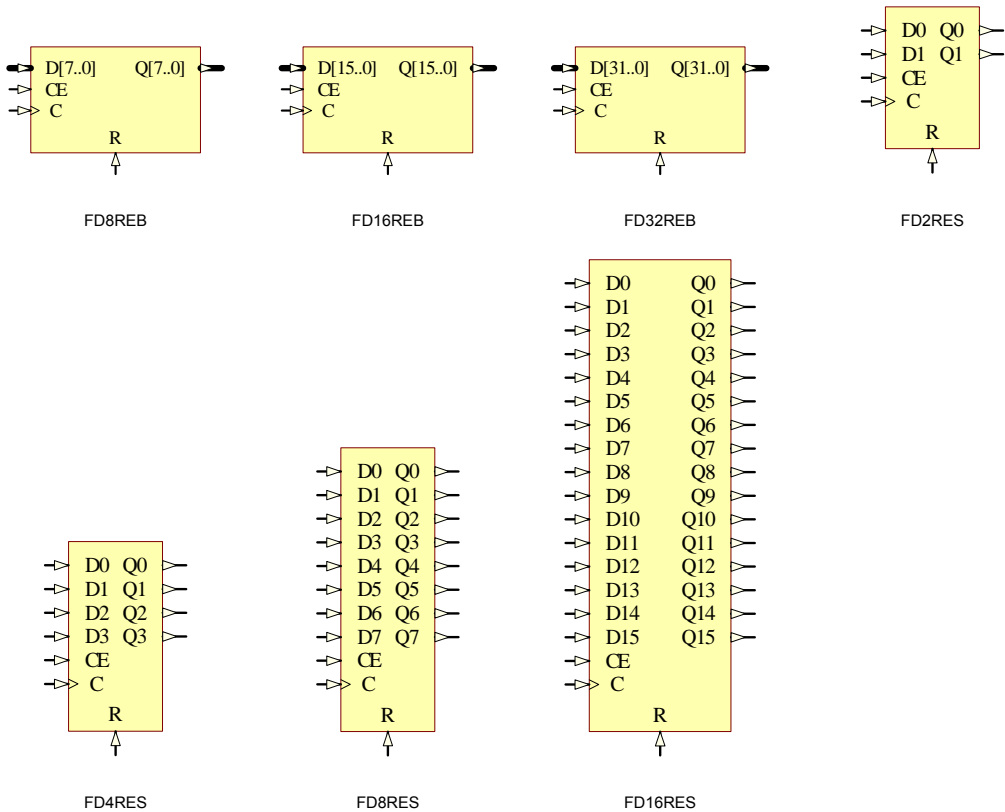 D[7..0] Q[7..0]
CE
C
R
FD8REB
D[15..0] Q[15..0]
CE
C
R
FD16REB
D[31..0] Q[31..0]
CE
C
R
FD32REB
D0 Q0
D1 Q1
CE
C
R
FD2RES
D0 Q0
D1 Q1
D2 Q2
D3 Q3
CE
C
R
FD4RES
D0 Q0
D1 Q1
D2 Q2
D3 Q3
D4 Q4
D5 Q5
D6 Q6
D7 Q7
CE
C
R
FD8RES
D0 Q0
D1 Q1
D2 Q2
D3 Q3
D4 Q4
D5 Q5
D6 Q6
D7 Q7
D8 Q8
D9 Q9
D10 Q10
D11 Q11
D12 Q12
D13 Q13
D14 Q14
D15 Q15
CE
C
R
FD16RES